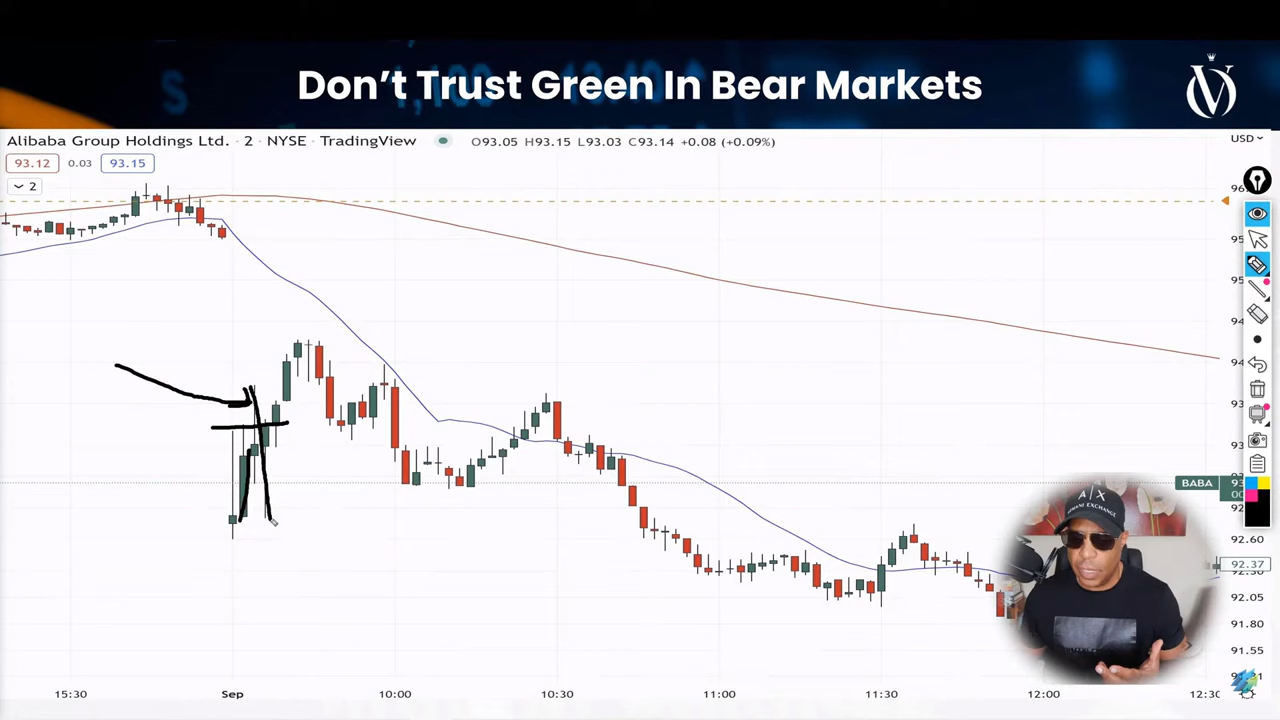 Don't Trust Green In Bear Markets
Alibaba Group Holdings Ltd. · 2 · NYSE · TradingView
O93.05 H93.15 L93.03 C93.14 +0.08 (+0.09%)
USD
93.12 0.03 93.15
2
BABA
92.60
92.37
92.05
91.80
91.55
A|X
ARMANI EXCHANGE
15:30 Sep 10:00 10:30 11:00 11:30 12:00 12:30